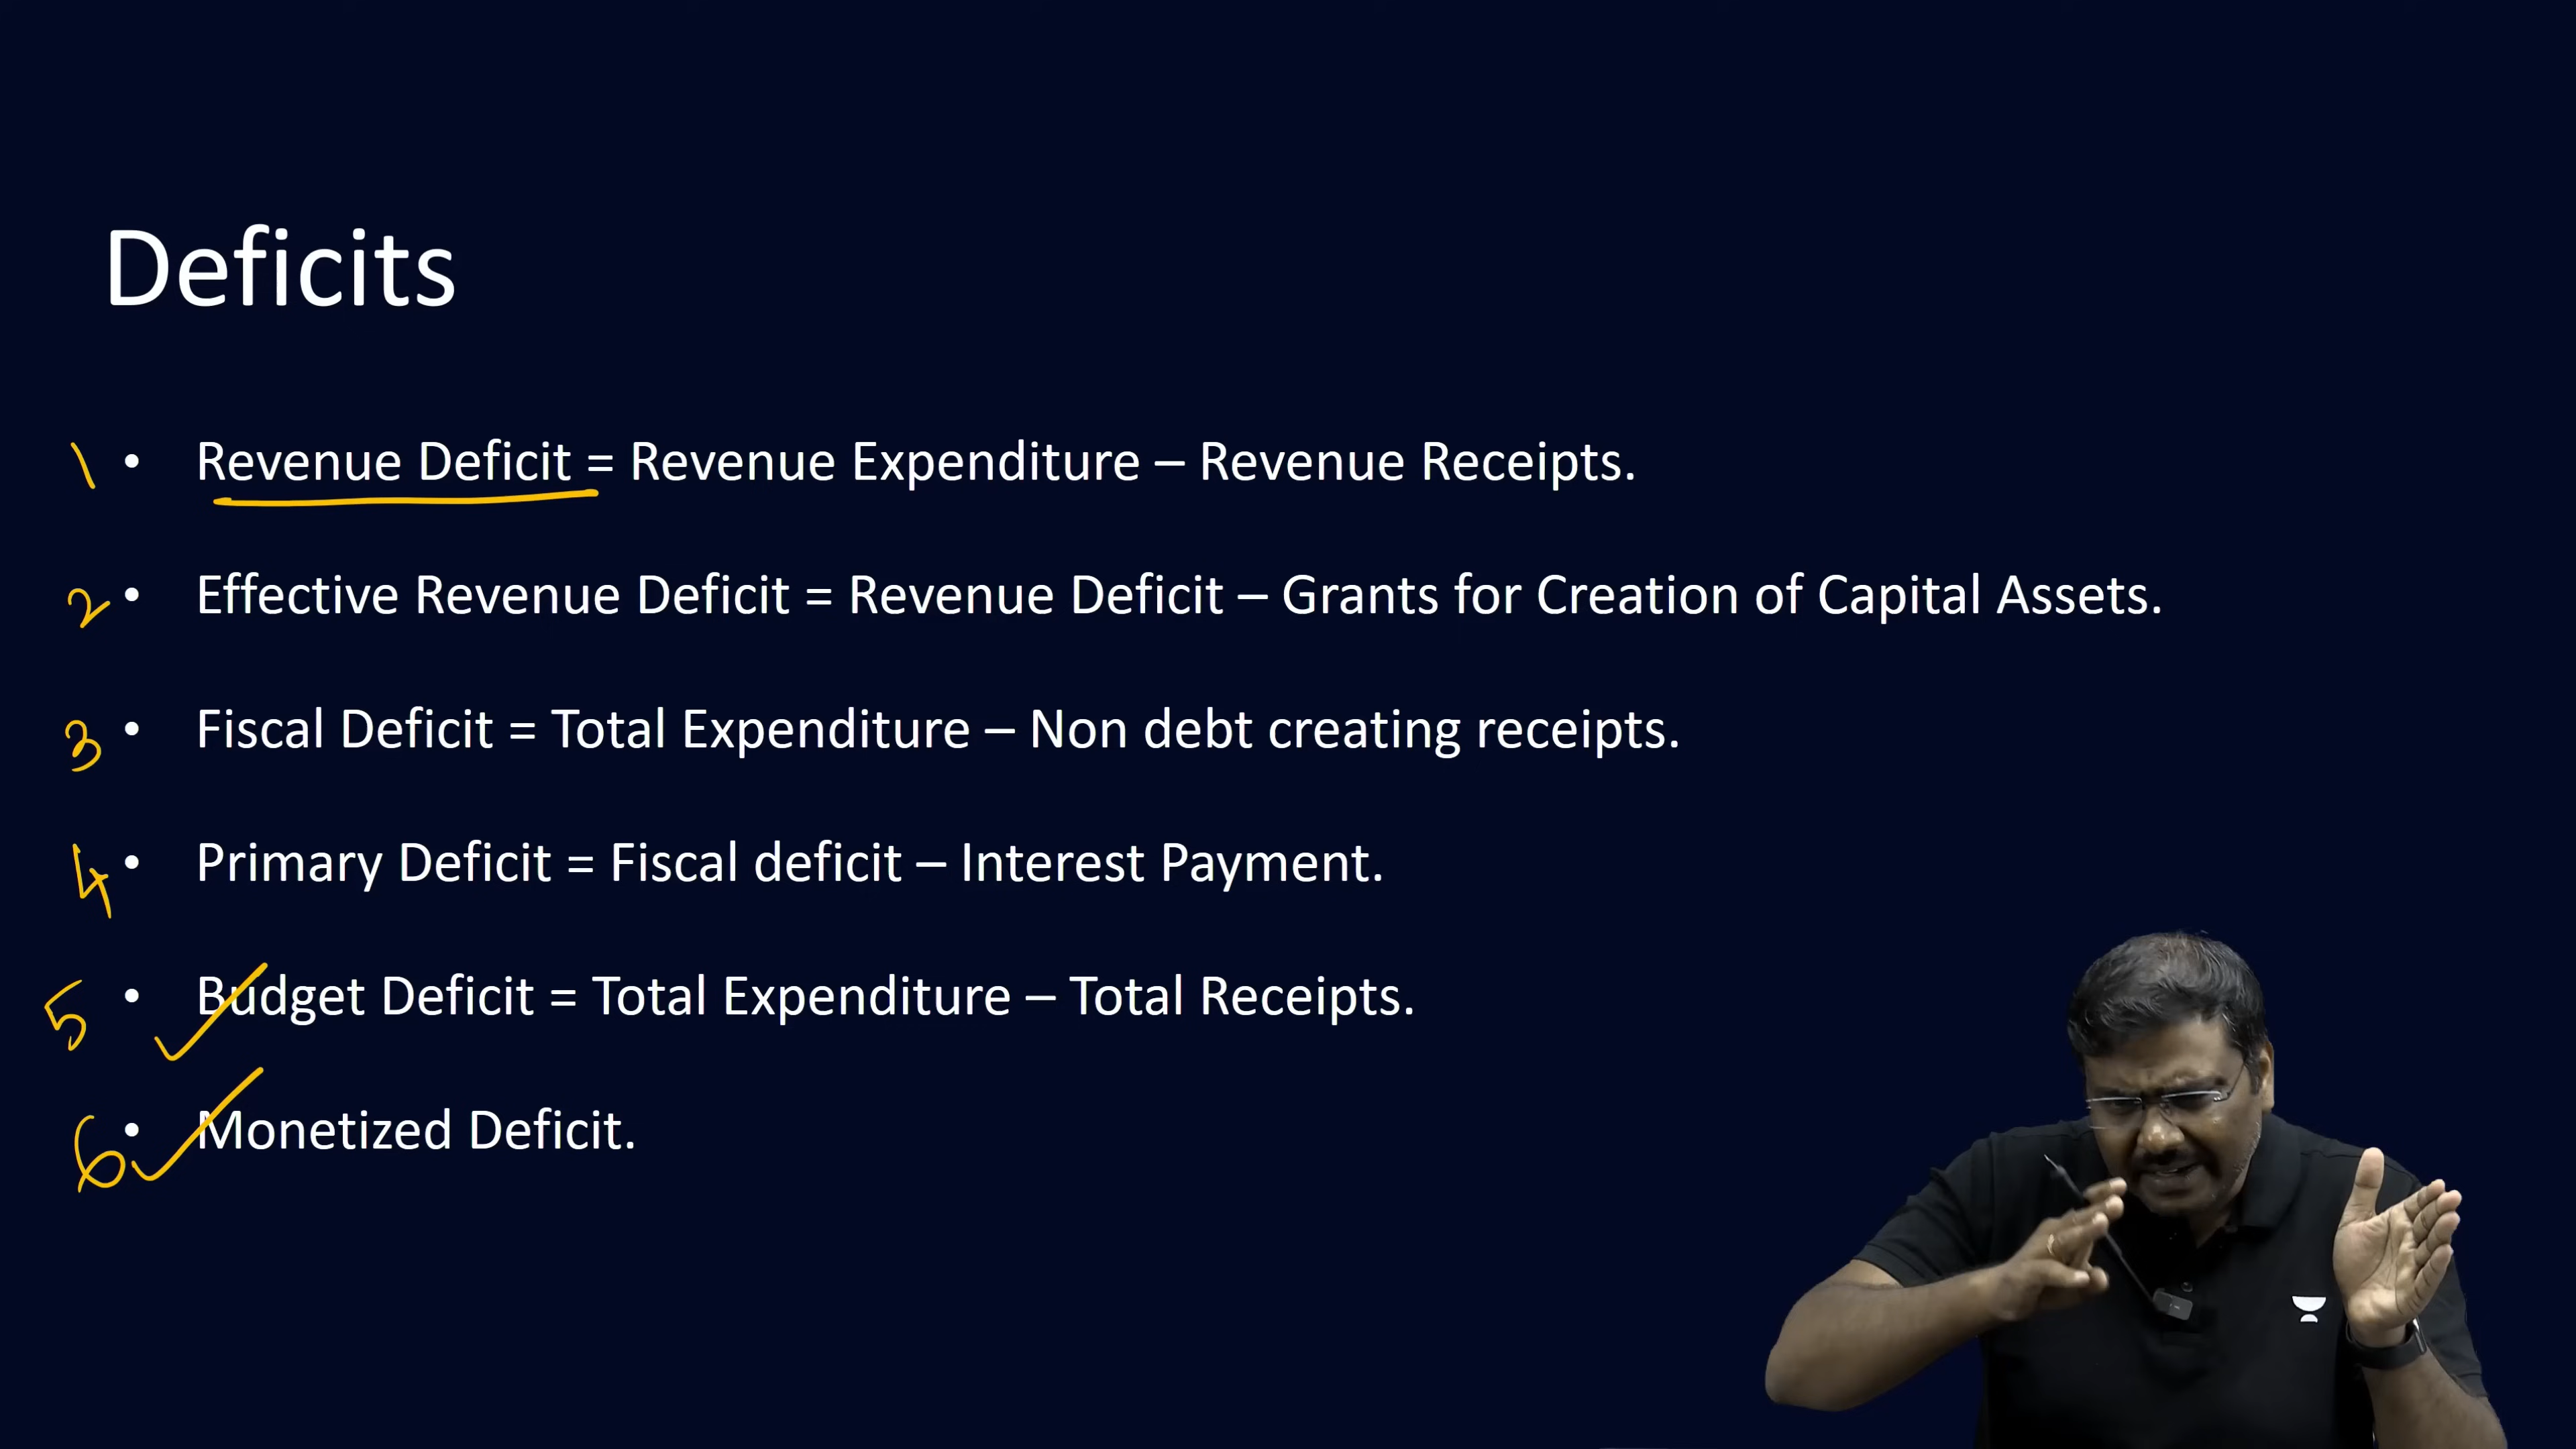 Deficits
1 • Revenue Deficit = Revenue Expenditure – Revenue Receipts.
2 • Effective Revenue Deficit = Revenue Deficit – Grants for Creation of Capital Assets.
3 • Fiscal Deficit = Total Expenditure – Non debt creating receipts.
4 • Primary Deficit = Fiscal deficit – Interest Payment.
5 • Budget Deficit = Total Expenditure – Total Receipts.
6 • Monetized Deficit.